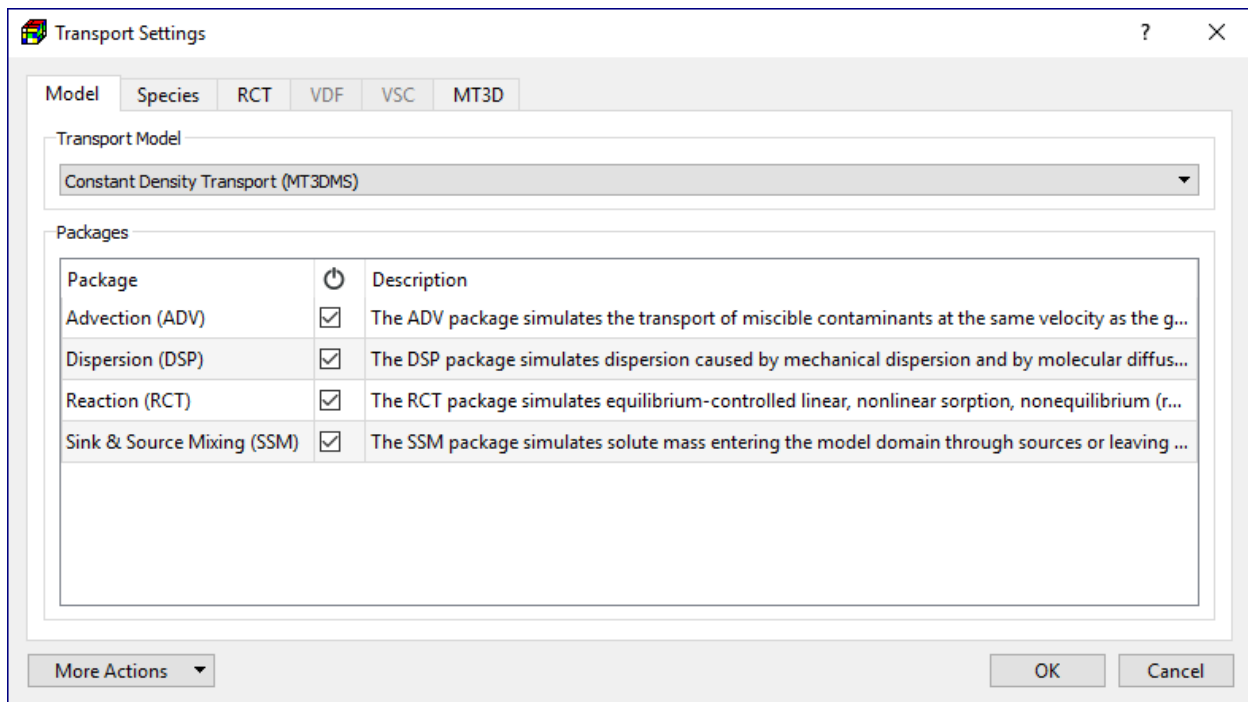 Transport Settings
?
Model Species RCT VDF VSC MT3D
Transport Model
Constant Density Transport (MT3DMS)
Packages
Package Description
Advection (ADV) The ADV package simulates the transport of miscible contaminants at the same velocity as the g...
Dispersion (DSP) The DSP package simulates dispersion caused by mechanical dispersion and by molecular diffus...
Reaction (RCT) The RCT package simulates equilibrium-controlled linear, nonlinear sorption, nonequilibrium (r...
Sink & Source Mixing (SSM) The SSM package simulates solute mass entering the model domain through sources or leaving ...
More Actions OK Cancel